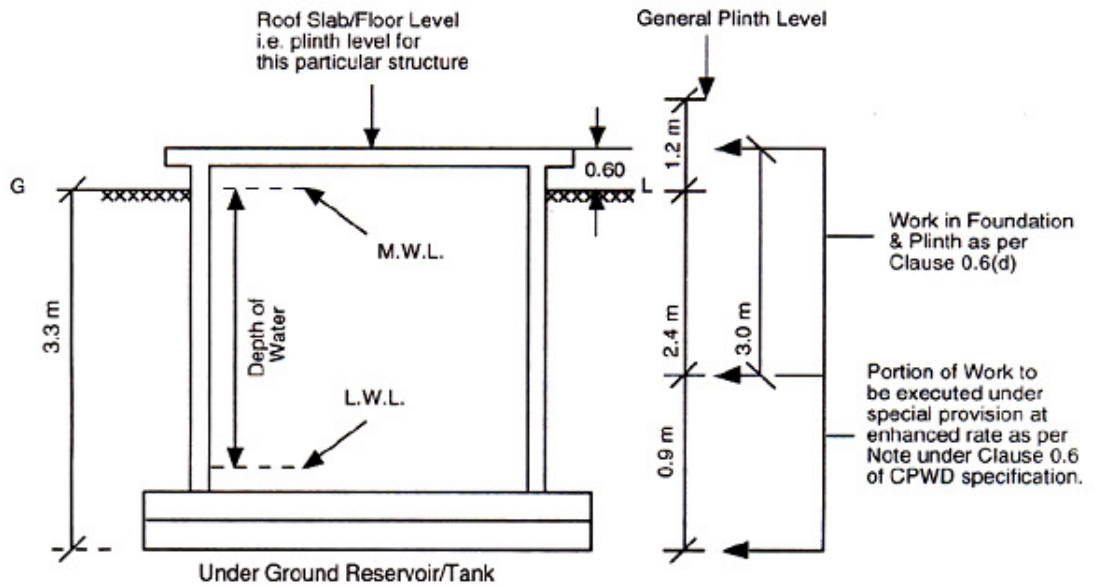 Roof Slab/Floor Level
i.e. plinth level for
this particular structure
General Plinth Level
1.2 m
0.60
G
L
M.W.L.
Work in Foundation
& Plinth as per
Clause 0.6(d)
3.3 m
Depth of
Water
2.4 m
3.0 m
L.W.L.
Portion of Work to
be executed under
special provision at
enhanced rate as per
Note under Clause 0.6
of CPWD specification.
0.9 m
Under Ground Reservoir/Tank